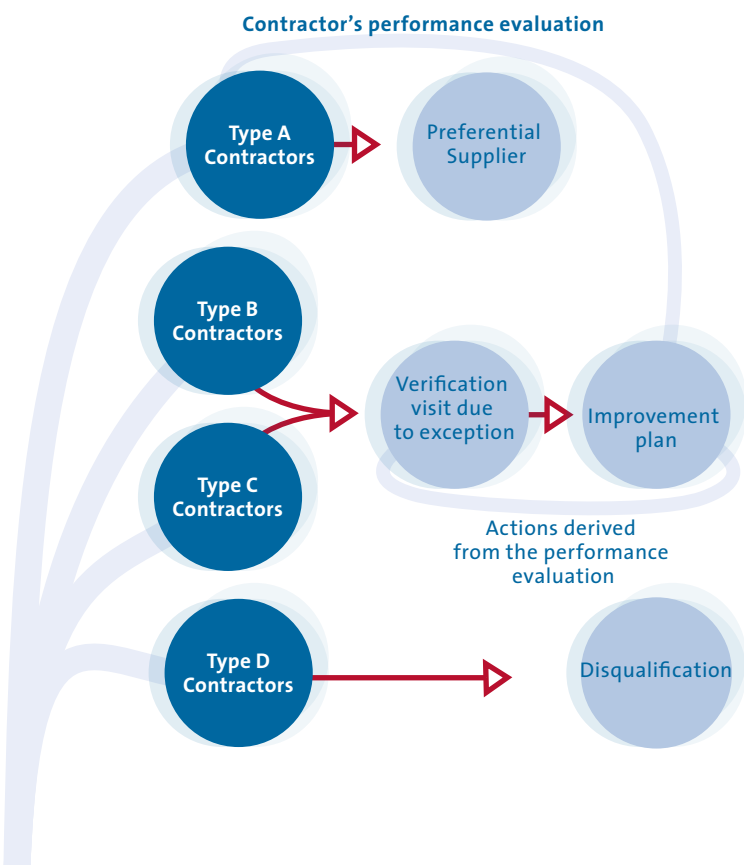 Contractor’s performance evaluation
Type A
Contractors
Preferential
Supplier
Type B
Contractors
Verification
visit due
to exception
Improvement
plan
Type C
Contractors
Actions derived
from the performance
evaluation
Type D
Contractors
Disqualification